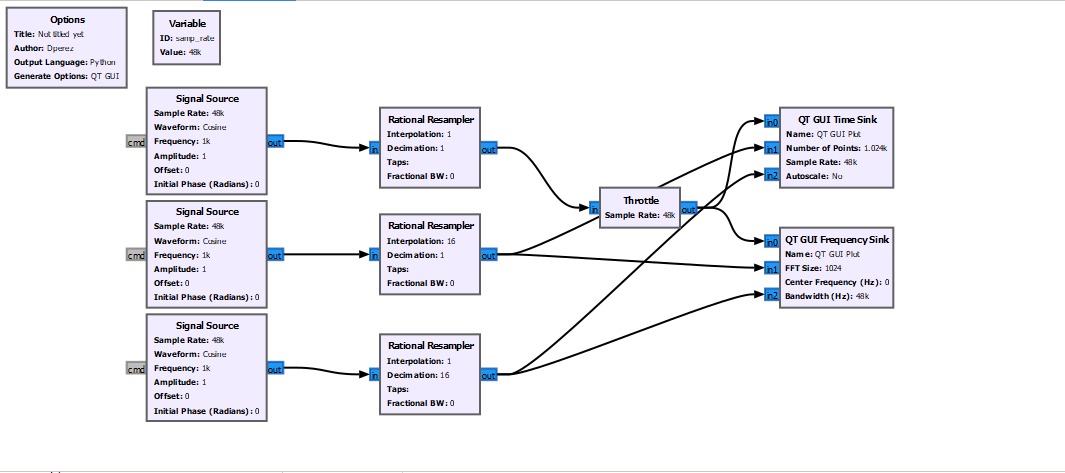 Options
Title: Not titled yet
Author: Dperez
Output Language: Python
Generate Options: QT GUI
Variable
ID: samp_rate
Value: 48k
Signal Source
Sample Rate: 48k
Waveform: Cosine
Frequency: 1k
Amplitude: 1
Offset: 0
Initial Phase (Radians): 0
cmd
out
Rational Resampler
Interpolation: 1
Decimation: 1
Taps:
Fractional BW: 0
in
out
Throttle
Sample Rate: 48k
in
out
QT GUI Time Sink
Name: QT GUI Plot
Number of Points: 1.024k
Sample Rate: 48k
Autoscale: No
in0
in1
in2
Signal Source
Sample Rate: 48k
Waveform: Cosine
Frequency: 1k
Amplitude: 1
Offset: 0
Initial Phase (Radians): 0
cmd
out
Rational Resampler
Interpolation: 16
Decimation: 1
Taps:
Fractional BW: 0
in
out
QT GUI Frequency Sink
Name: QT GUI Plot
FFT Size: 1024
Center Frequency (Hz): 0
Bandwidth (Hz): 48k
in0
in1
in2
Signal Source
Sample Rate: 48k
Waveform: Cosine
Frequency: 1k
Amplitude: 1
Offset: 0
Initial Phase (Radians): 0
cmd
out
Rational Resampler
Interpolation: 1
Decimation: 16
Taps:
Fractional BW: 0
in
out